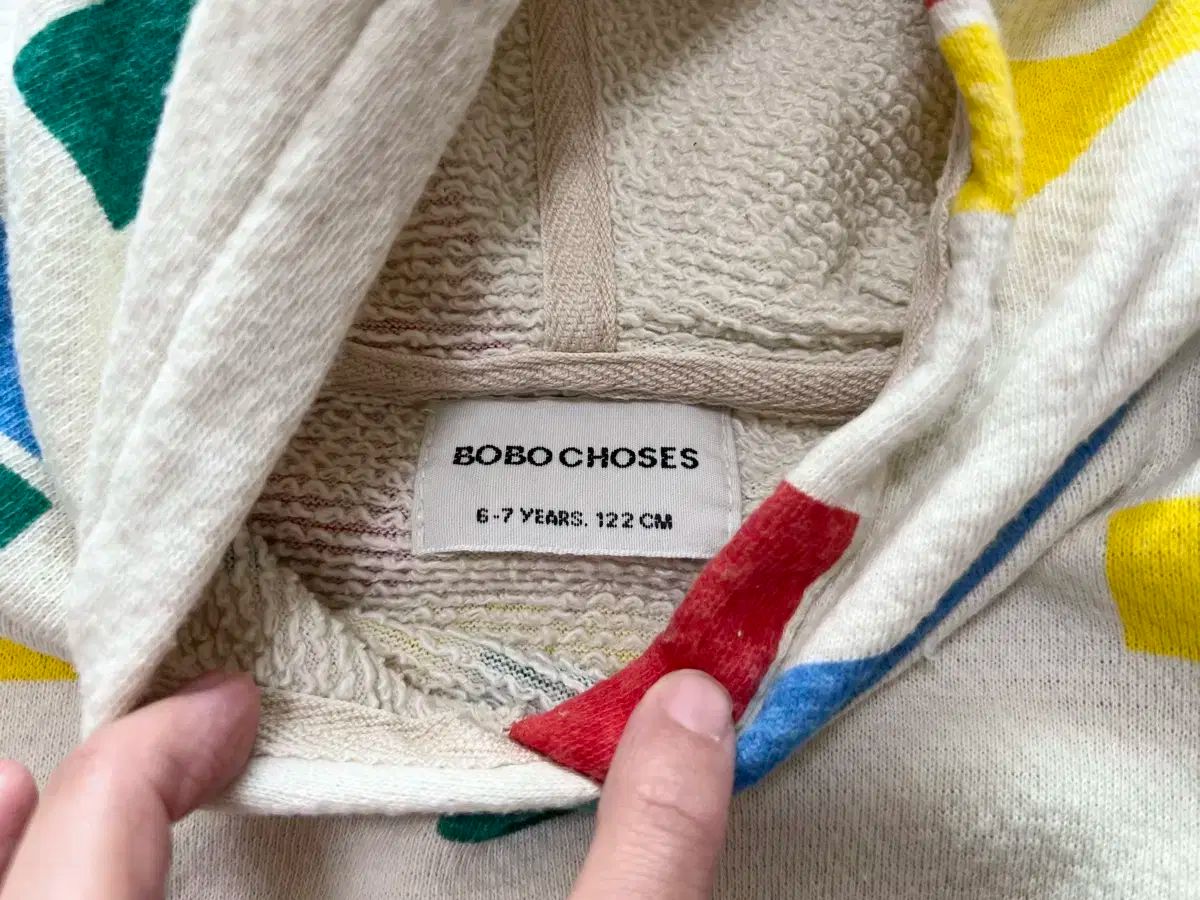 BOBO CHOSES
6-7 YEARS. 122 CM